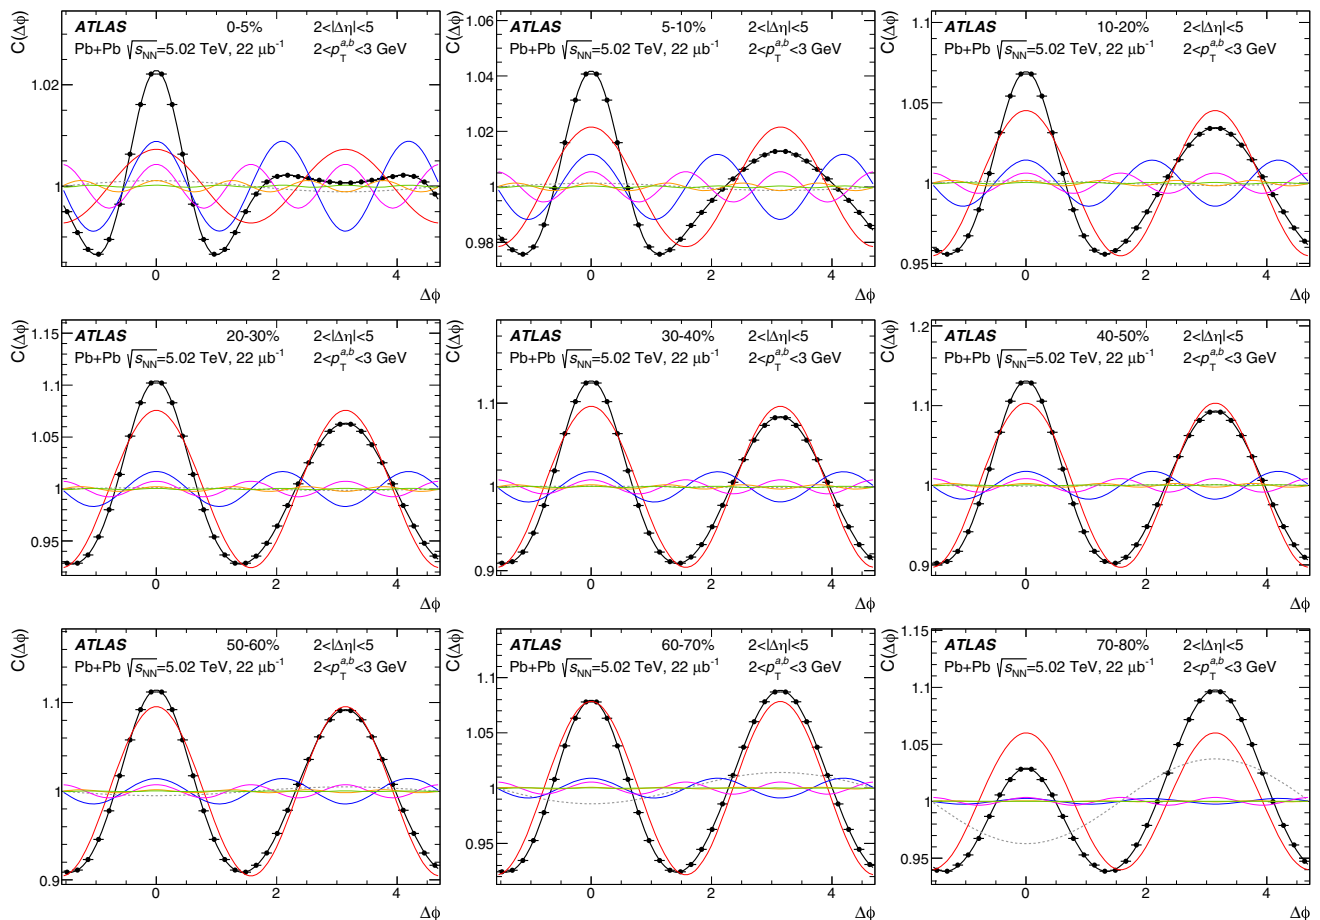 C(Δϕ)
ATLAS 0-5% 2<|Δη|<5
Pb+Pb √sNN=5.02 TeV, 22 μb-1 2<pTa,b<3 GeV
1.02
1
0 2 4
Δϕ
C(Δϕ)
1.06
ATLAS 5-10% 2<|Δη|<5
Pb+Pb √sNN=5.02 TeV, 22 μb-1 2<pTa,b<3 GeV
1.04
1.02
1
0.98
0 2 4
Δϕ
C(Δϕ)
1.1
ATLAS 10-20% 2<|Δη|<5
Pb+Pb √sNN=5.02 TeV, 22 μb-1 2<pTa,b<3 GeV
1.05
1
0.95
0 2 4
Δϕ
C(Δϕ)
1.15
ATLAS 20-30% 2<|Δη|<5
Pb+Pb √sNN=5.02 TeV, 22 μb-1 2<pTa,b<3 GeV
1.1
1.05
1
0.95
0 2 4
Δϕ
C(Δϕ)
ATLAS 30-40% 2<|Δη|<5
Pb+Pb √sNN=5.02 TeV, 22 μb-1 2<pTa,b<3 GeV
1.1
1
0.9
0 2 4
Δϕ
C(Δϕ)
1.2
ATLAS 40-50% 2<|Δη|<5
Pb+Pb √sNN=5.02 TeV, 22 μb-1 2<pTa,b<3 GeV
1.1
1
0.9
0 2 4
Δϕ
C(Δϕ)
ATLAS 50-60% 2<|Δη|<5
Pb+Pb √sNN=5.02 TeV, 22 μb-1 2<pTa,b<3 GeV
1.1
1
0.9
0 2 4
Δϕ
C(Δϕ)
ATLAS 60-70% 2<|Δη|<5
Pb+Pb √sNN=5.02 TeV, 22 μb-1 2<pTa,b<3 GeV
1.1
1.05
1
0.95
0 2 4
Δϕ
C(Δϕ)
1.15
ATLAS 70-80% 2<|Δη|<5
Pb+Pb √sNN=5.02 TeV, 22 μb-1 2<pTa,b<3 GeV
1.1
1.05
1
0.95
0 2 4
Δϕ